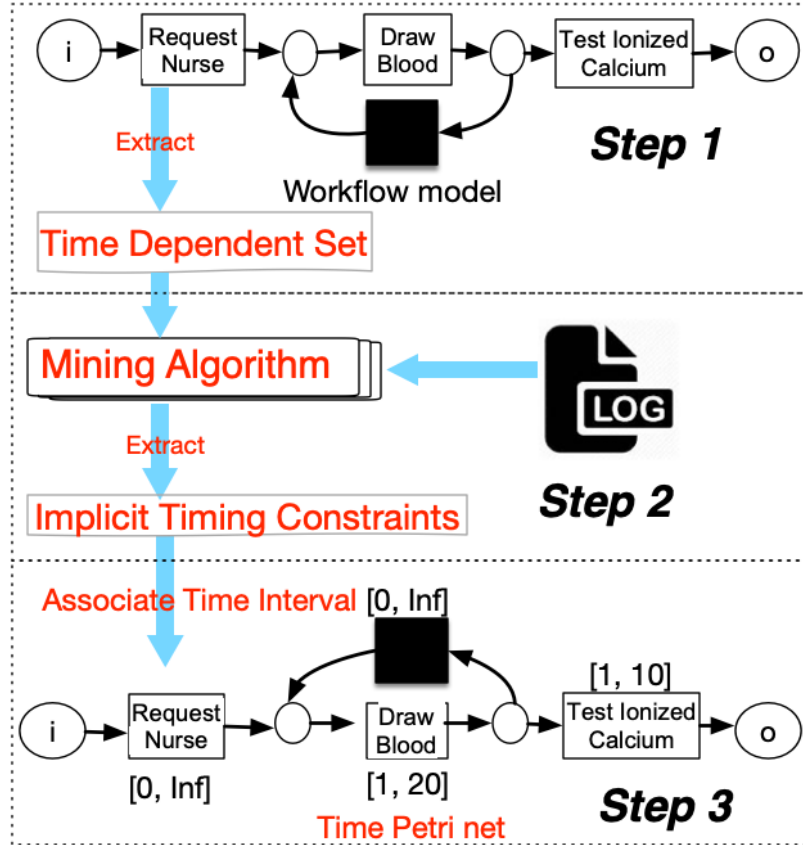 i
Request
Nurse
Draw
Blood
Test Ionized
Calcium
o
Extract
Step 1
Workflow model
Time Dependent Set
Mining Algorithm
LOG
Extract
Step 2
Implicit Timing Constraints
Associate Time Interval [0, Inf]
[1, 10]
i
Request
Nurse
Draw
Blood
Test Ionized
Calcium
o
[0, Inf]
[1, 20]
Step 3
Time Petri net